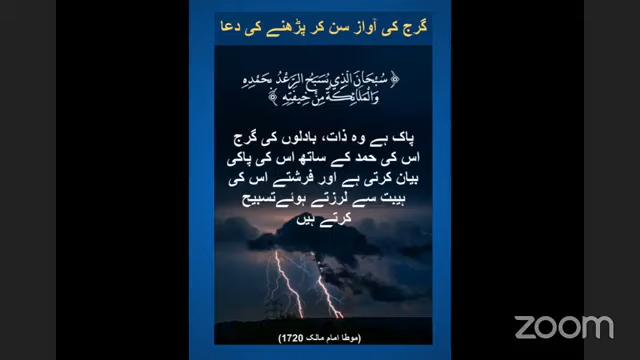 گرج کی آواز سن کر پڑھنے کی دعا
﴿ سُبْحَانَ الَّذِي يُسَبِّحُ الرَّعْدُ بِحَمْدِهِ
وَالْمَلَائِكَةُ مِنْ خِيفَتِهِ ﴾
پاک ہے وہ ذات، بادلوں کی گرج
اس کی حمد کے ساتھ اس کی پاکی
بیان کرتی ہے اور فرشتے اس کی
ہیبت سے لرزتے ہوئے تسبیح
کرتے ہیں
(موطا امام مالک 1720)
zoom